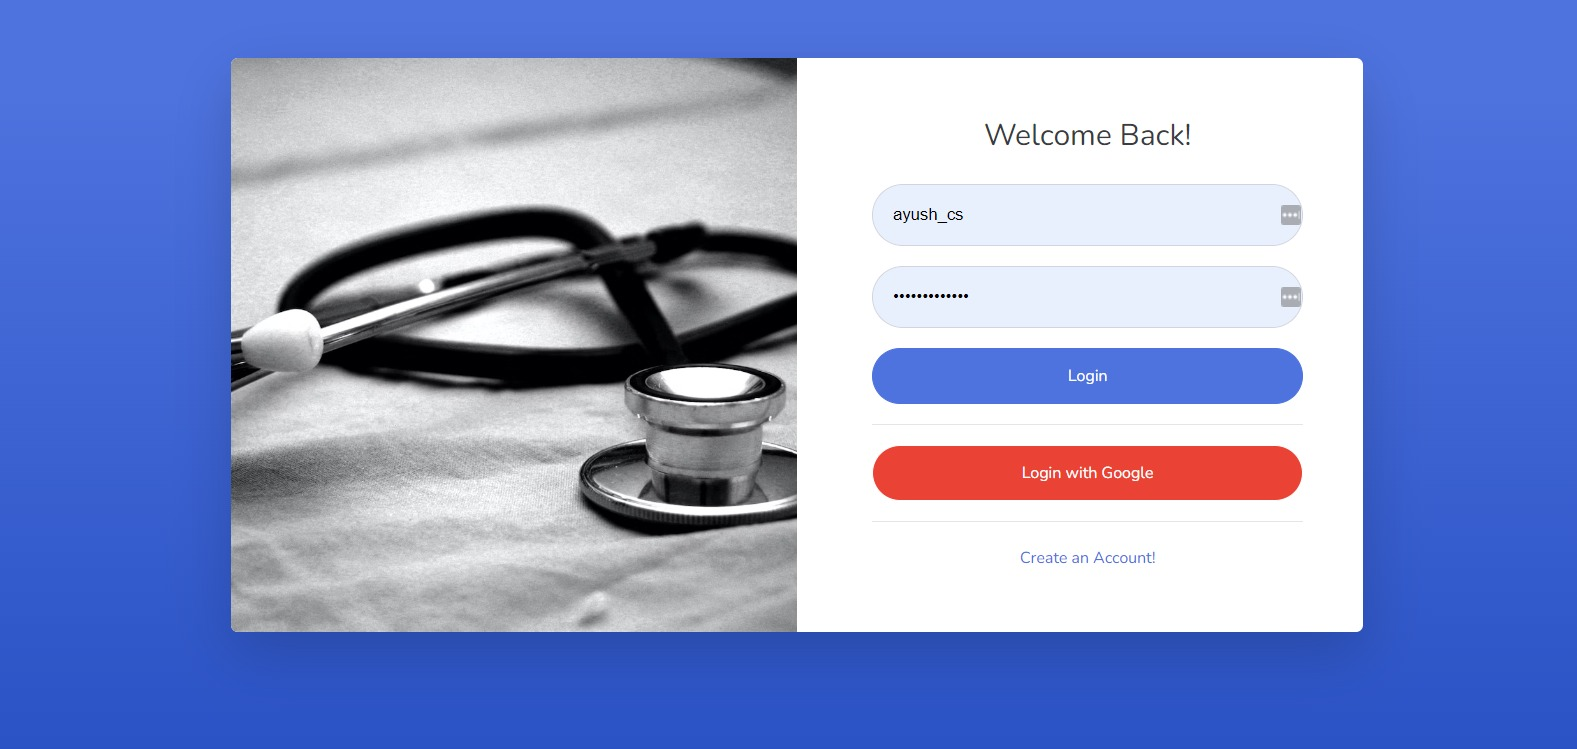 Welcome Back!
ayush_cs
•••••••••••••
Login
Login with Google
Create an Account!